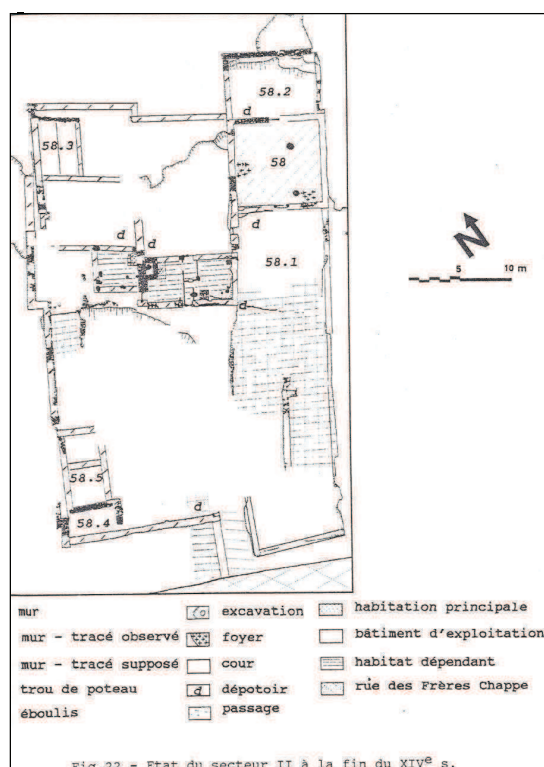 58.2
d
58.3
58
d
d
58.1
N
5 10 m
d
58.5
58.4
d
mur
mur - tracé observé
mur - tracé supposé
trou de poteau
éboulis
excavation
foyer
cour
d dépotoir
passage
habitation principale
bâtiment d'exploitation
habitat dépendant
rue des Frères Chappe
Fig 22 - Etat du secteur II à la fin du XIVe s.